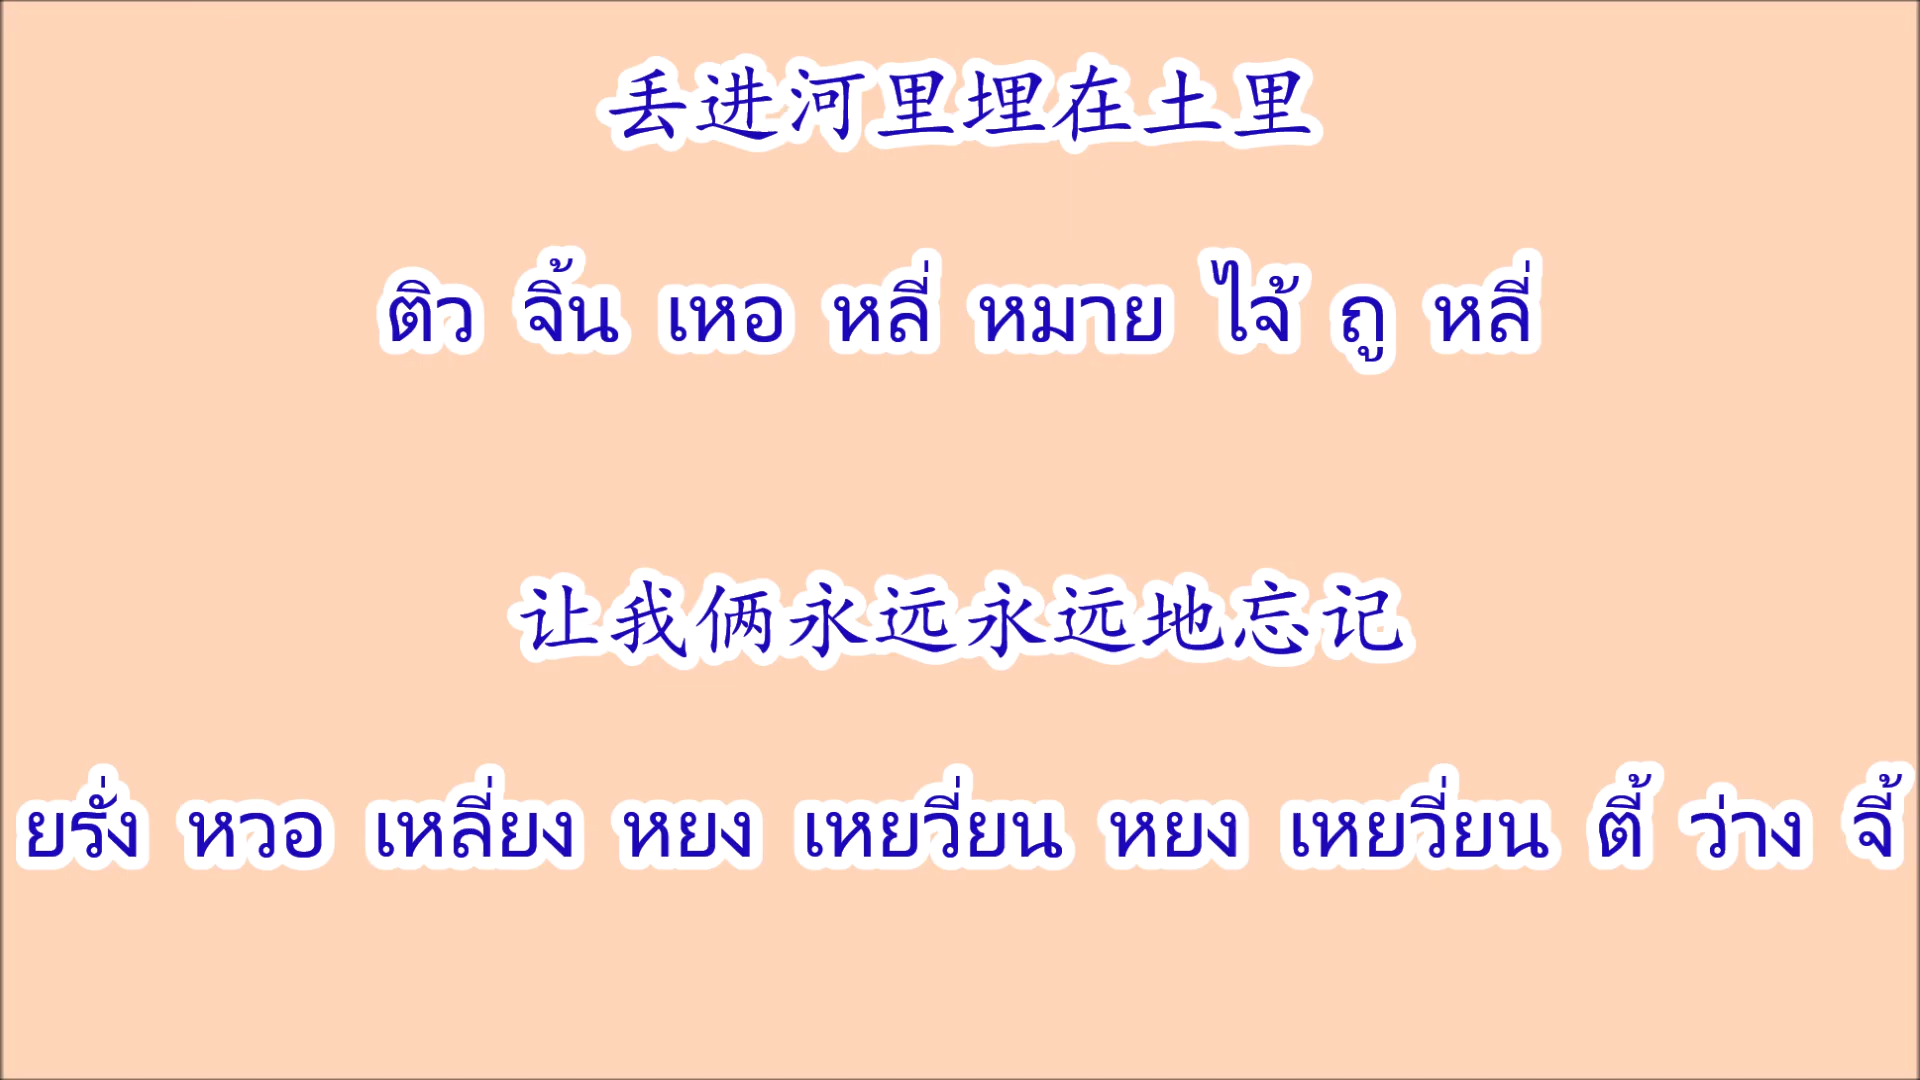 丢进河里埋在土里
ติว จิ้น เหอ หลี่ หมาย ไจ้ ถู หลี่
让我俩永远永远地忘记
ยรั่ง หวอ เหลี่ยง หยง เหยวี่ยน หยง เหยวี่ยน ตี้ ว่าง จี้